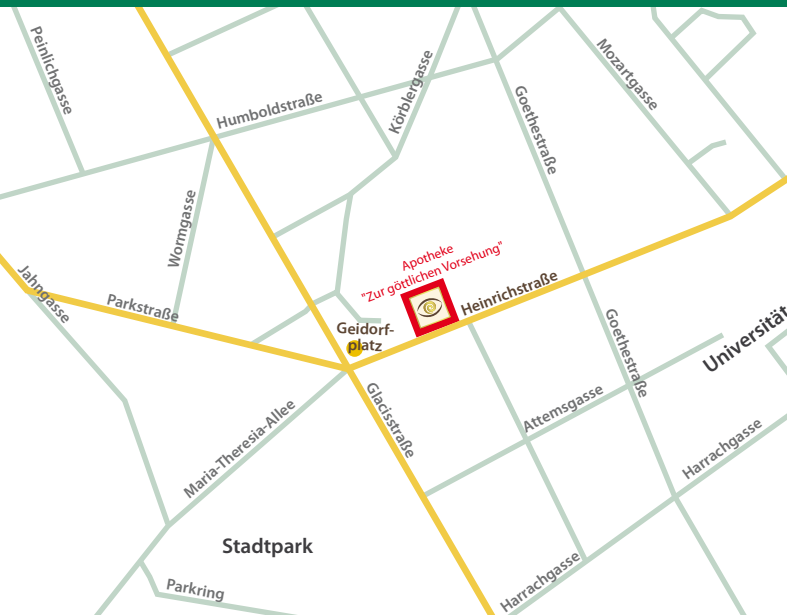 Peinlichgasse
Mozartgasse
Körblergasse
Humboldtstraße
Goethestraße
Wormgasse
Apotheke
"Zur göttlichen Vorsehung"
Jahngasse
Parkstraße
Heinrichstraße
Geidorf-
platz
Goethestraße
Universität
Glacisstraße
Attemsgasse
Maria-Theresia-Allee
Harrachgasse
Stadtpark
Harrachgasse
Parkring